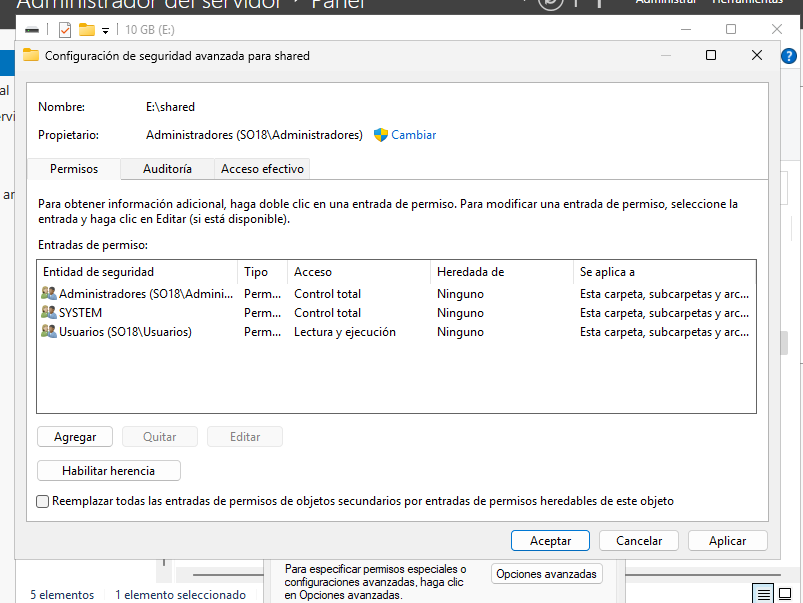 Administrador del servidor
Panel
Administrar
Herramientas
10 GB (E:)
Configuración de seguridad avanzada para shared
al
ervi
ar
Nombre: E:\shared
Propietario: Administradores (SO18\Administradores) Cambiar
Permisos Auditoría Acceso efectivo
Para obtener información adicional, haga doble clic en una entrada de permiso. Para modificar una entrada de permiso, seleccione la
entrada y haga clic en Editar (si está disponible).
Entradas de permiso:
Entidad de seguridad Tipo Acceso Heredada de Se aplica a
Administradores (SO18\Admini... Perm... Control total Ninguno Esta carpeta, subcarpetas y arc...
SYSTEM Perm... Control total Ninguno Esta carpeta, subcarpetas y arc...
Usuarios (SO18\Usuarios) Perm... Lectura y ejecución Ninguno Esta carpeta, subcarpetas y arc...
Agregar Quitar Editar
Habilitar herencia
Reemplazar todas las entradas de permisos de objetos secundarios por entradas de permisos heredables de este objeto
Aceptar Cancelar Aplicar
Para especificar permisos especiales o
configuraciones avanzadas, haga clic
en Opciones avanzadas.
Opciones avanzadas
5 elementos 1 elemento seleccionado